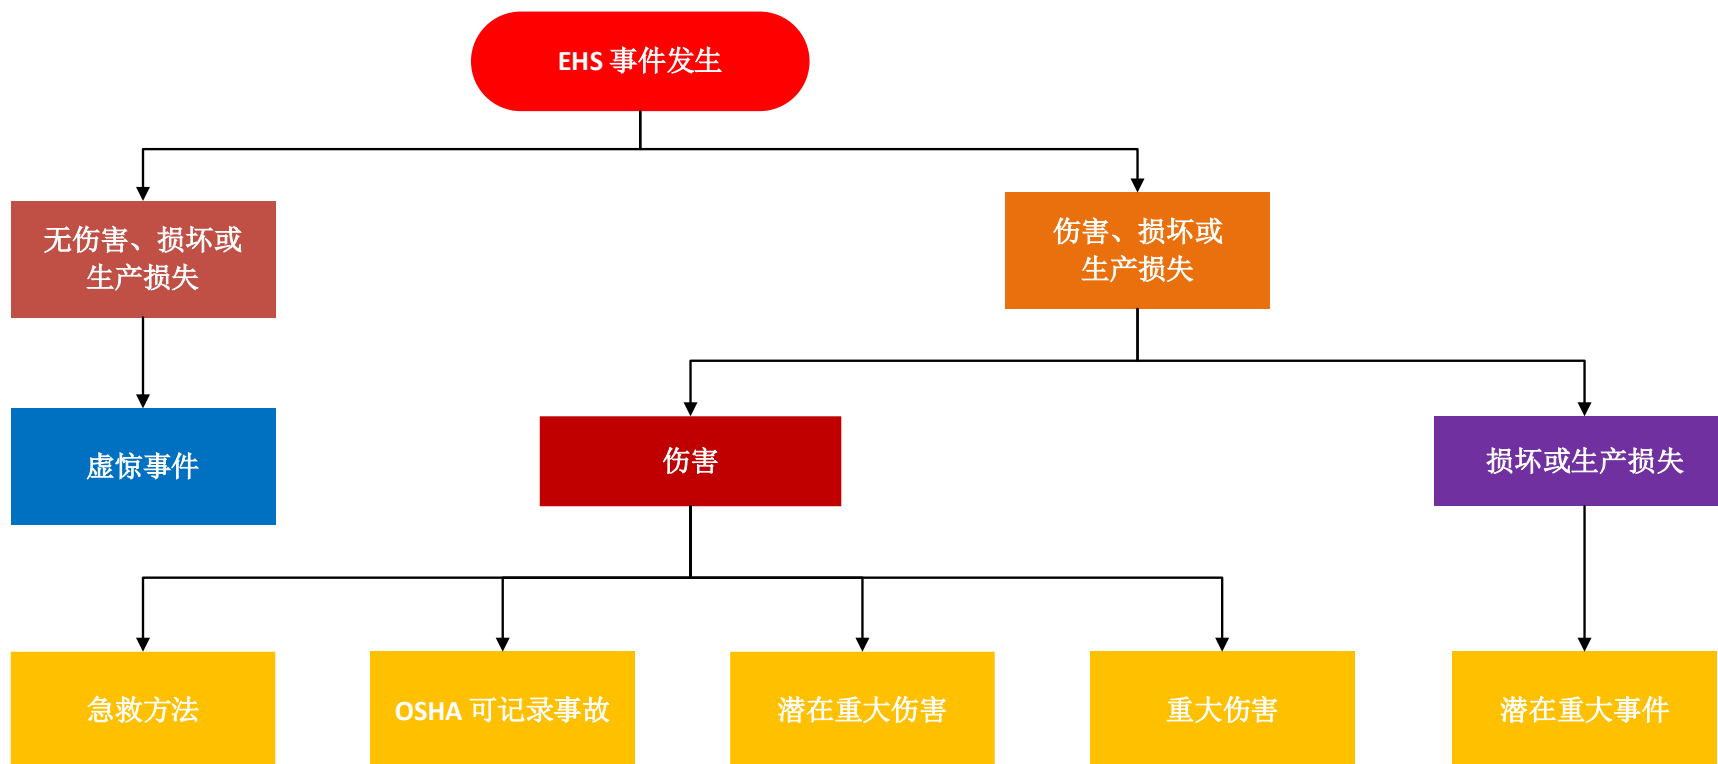 EHS 事件发生
无伤害、损坏或
生产损失
伤害、损坏或
生产损失
虚惊事件
伤害
损坏或生产损失
急救方法
OSHA 可记录事故
潜在重大伤害
重大伤害
潜在重大事件